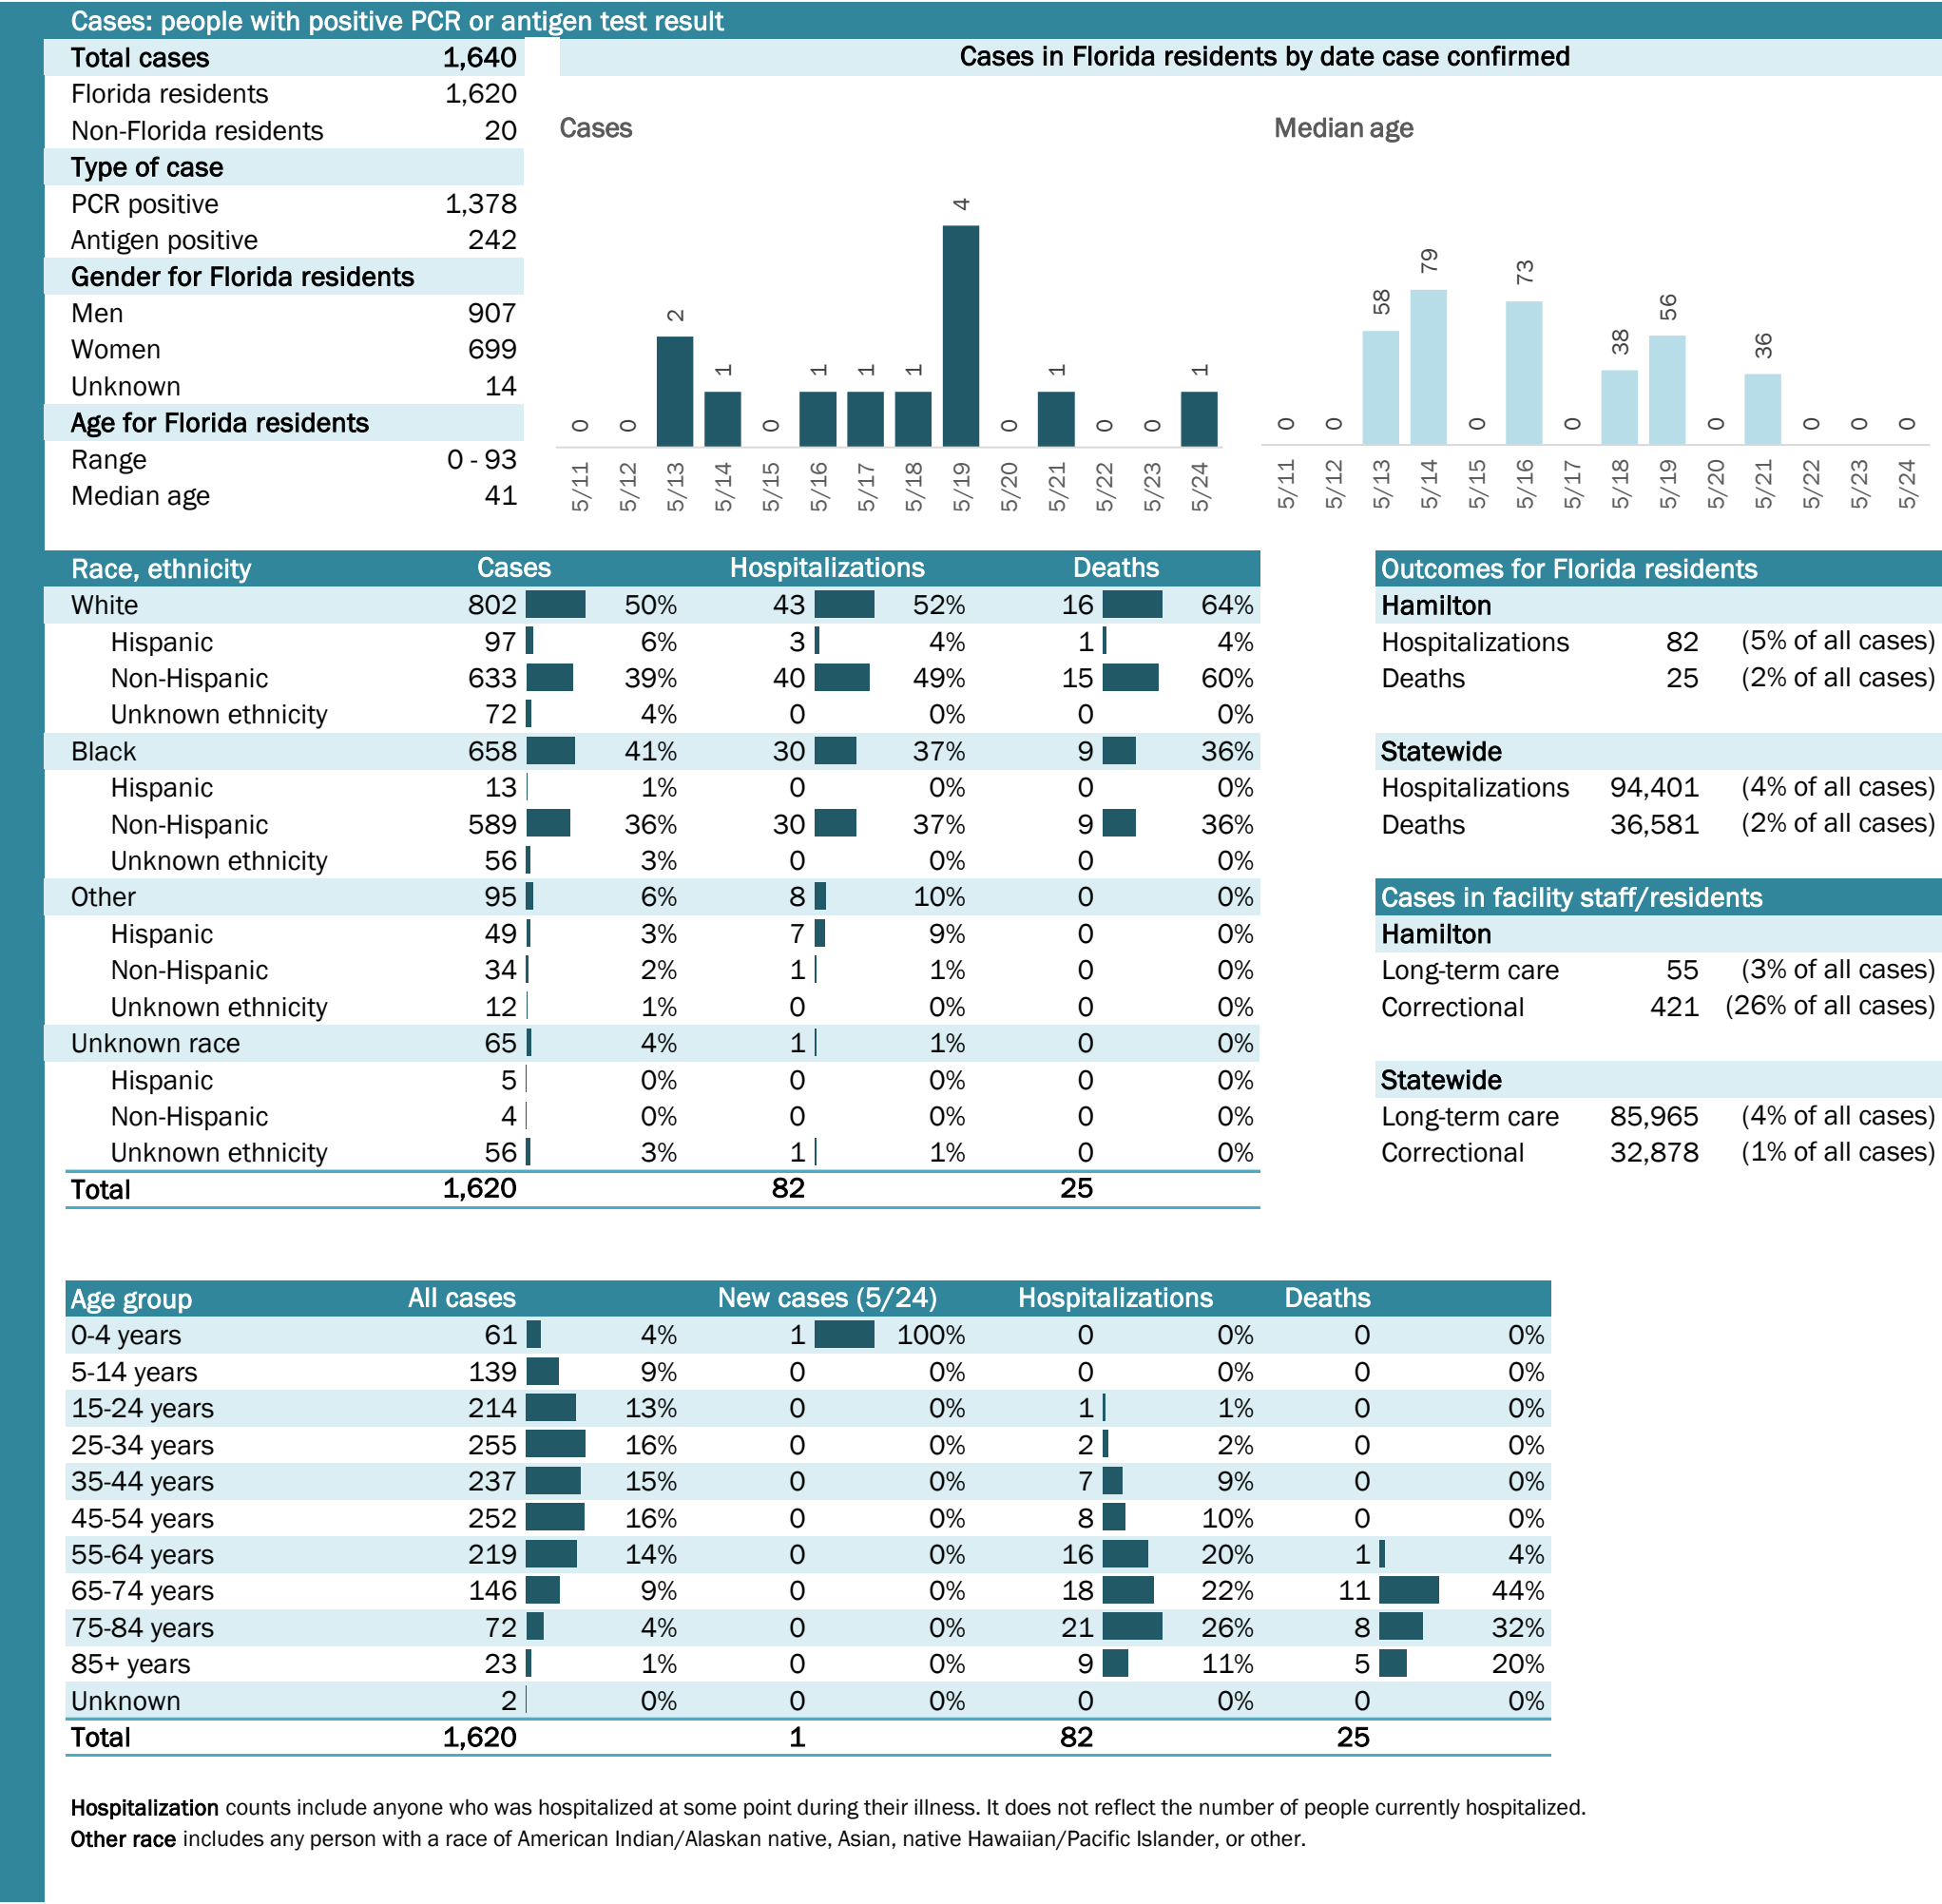 Cases: people with positive PCR or antigen test result
Total cases 1,640
Florida residents 1,620
Non-Florida residents 20
Type of case
PCR positive 1,378
Antigen positive 242
Gender for Florida residents
Men 907
Women 699
Unknown 14
Age for Florida residents
Range 0 - 93
Median age 41
Cases in Florida residents by date case confirmed
Cases
0 0 2 1 0 1 1 1 4 0 1 0 0 1
5/11 5/12 5/13 5/14 5/15 5/16 5/17 5/18 5/19 5/20 5/21 5/22 5/23 5/24
Median age
0 0 58 79 0 73 0 38 56 0 36 0 0 0
5/11 5/12 5/13 5/14 5/15 5/16 5/17 5/18 5/19 5/20 5/21 5/22 5/23 5/24
Race, ethnicity Cases Hospitalizations Deaths
White 802 50% 43 52% 16 64%
Hispanic 97 6% 3 4% 1 4%
Non-Hispanic 633 39% 40 49% 15 60%
Unknown ethnicity 72 4% 0 0% 0 0%
Black 658 41% 30 37% 9 36%
Hispanic 13 1% 0 0% 0 0%
Non-Hispanic 589 36% 30 37% 9 36%
Unknown ethnicity 56 3% 0 0% 0 0%
Other 95 6% 8 10% 0 0%
Hispanic 49 3% 7 9% 0 0%
Non-Hispanic 34 2% 1 1% 0 0%
Unknown ethnicity 12 1% 0 0% 0 0%
Unknown race 65 4% 1 1% 0 0%
Hispanic 5 0% 0 0% 0 0%
Non-Hispanic 4 0% 0 0% 0 0%
Unknown ethnicity 56 3% 1 1% 0 0%
Total 1,620 82 25
Outcomes for Florida residents
Hamilton
Hospitalizations 82 (5% of all cases)
Deaths 25 (2% of all cases)
Statewide
Hospitalizations 94,401 (4% of all cases)
Deaths 36,581 (2% of all cases)
Cases in facility staff/residents
Hamilton
Long-term care 55 (3% of all cases)
Correctional 421 (26% of all cases)
Statewide
Long-term care 85,965 (4% of all cases)
Correctional 32,878 (1% of all cases)
Age group All cases New cases (5/24) Hospitalizations Deaths
0-4 years 61 4% 1 100% 0 0% 0 0%
5-14 years 139 9% 0 0% 0 0% 0 0%
15-24 years 214 13% 0 0% 1 1% 0 0%
25-34 years 255 16% 0 0% 2 2% 0 0%
35-44 years 237 15% 0 0% 7 9% 0 0%
45-54 years 252 16% 0 0% 8 10% 0 0%
55-64 years 219 14% 0 0% 16 20% 1 4%
65-74 years 146 9% 0 0% 18 22% 11 44%
75-84 years 72 4% 0 0% 21 26% 8 32%
85+ years 23 1% 0 0% 9 11% 5 20%
Unknown 2 0% 0 0% 0 0% 0 0%
Total 1,620 1 82 25
Hospitalization counts include anyone who was hospitalized at some point during their illness. It does not reflect the number of people currently hospitalized.
Other race includes any person with a race of American Indian/Alaskan native, Asian, native Hawaiian/Pacific Islander, or other.